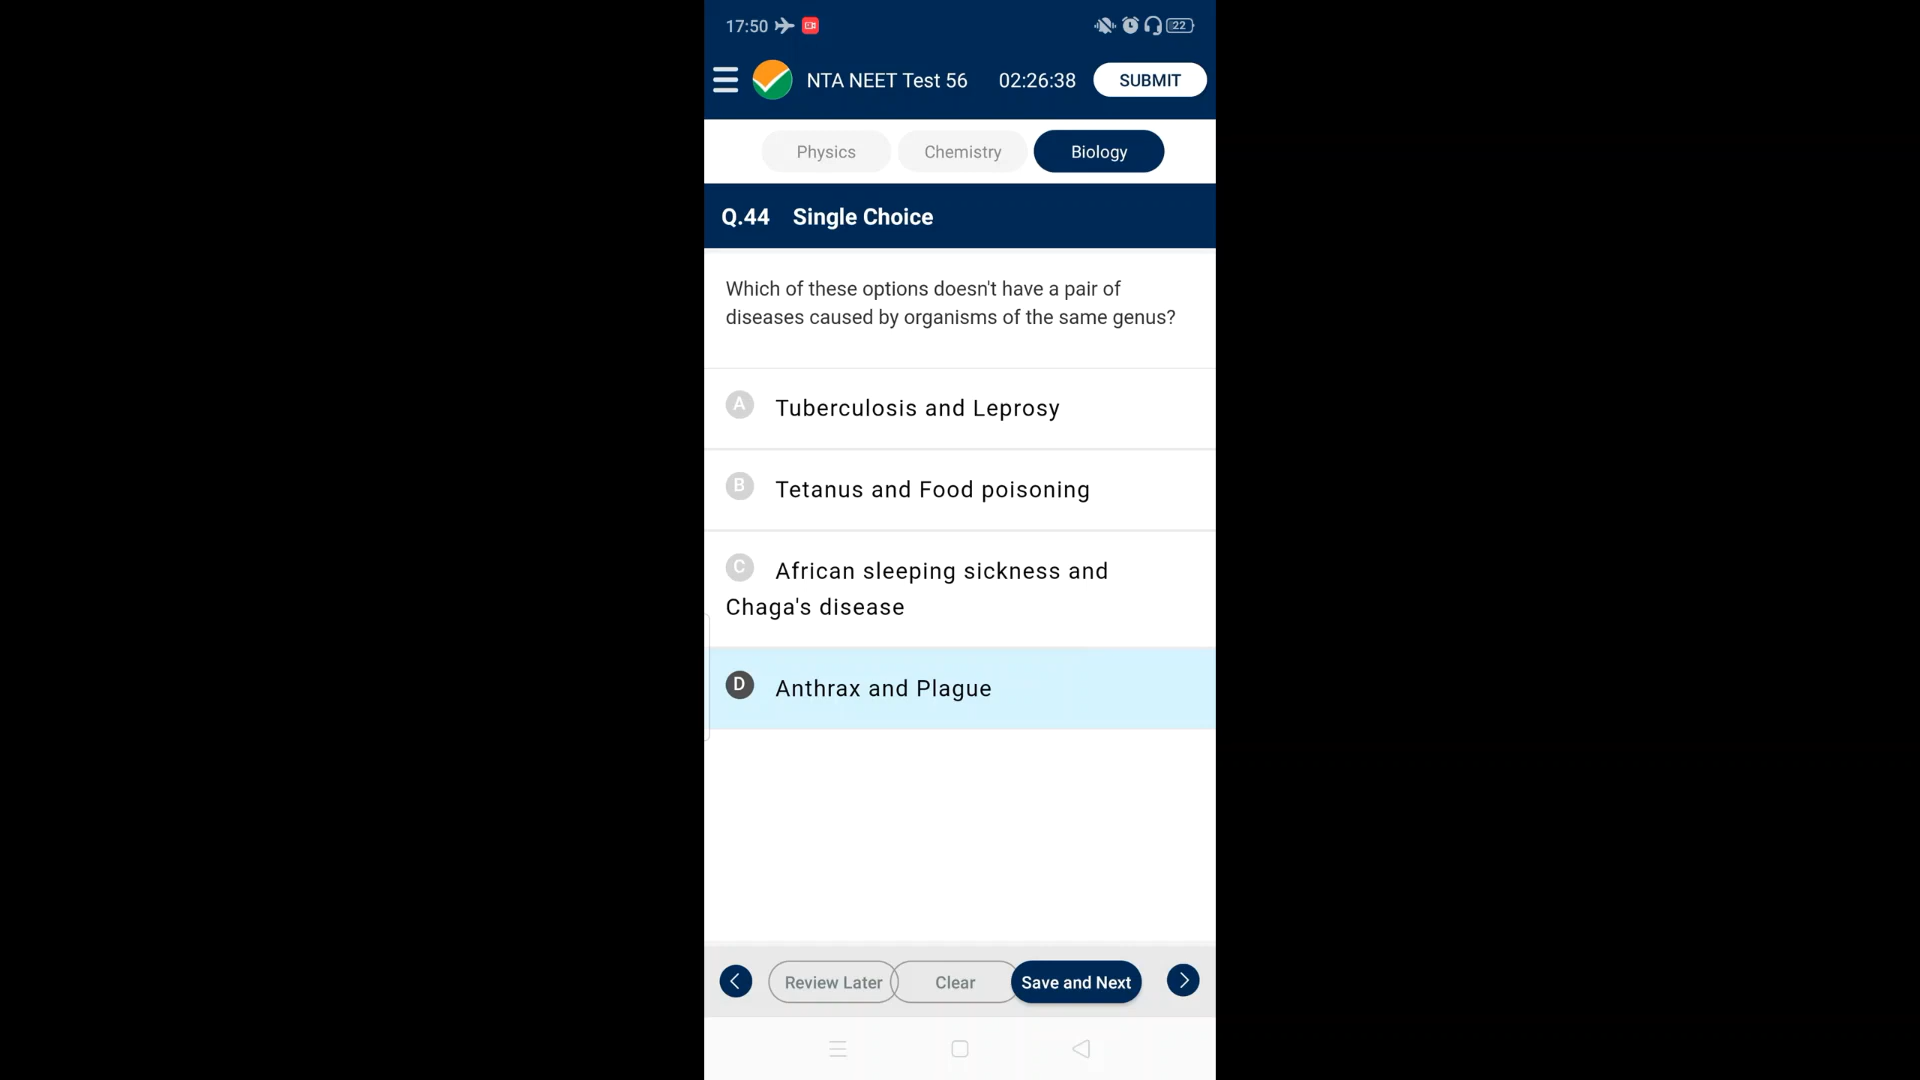 17:50 22
NTA NEET Test 56 02:26:38 SUBMIT
Physics Chemistry Biology
Q.44 Single Choice
Which of these options doesn't have a pair of
diseases caused by organisms of the same genus?
A Tuberculosis and Leprosy
B Tetanus and Food poisoning
C African sleeping sickness and
Chaga's disease
D Anthrax and Plague
Review Later Clear Save and Next